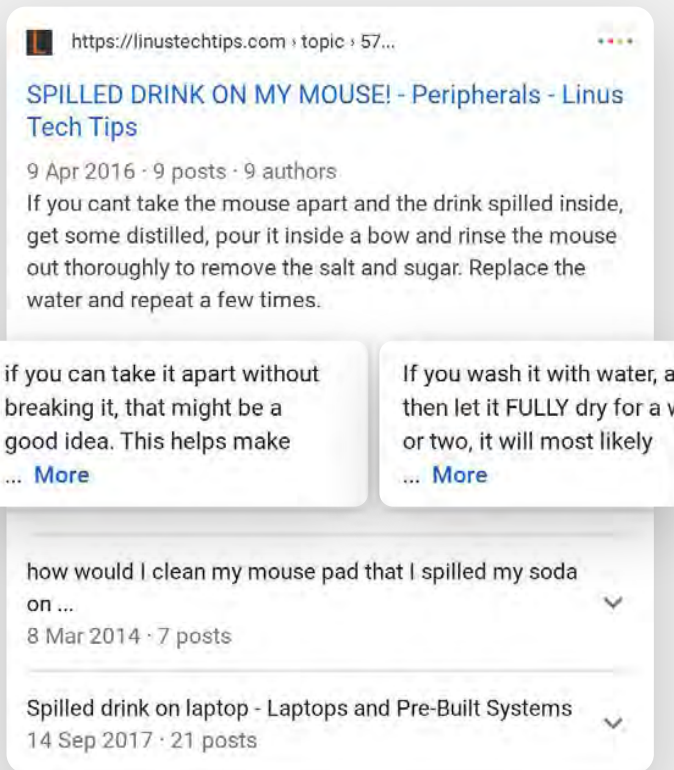 https://linustechtips.com › topic › 57...
SPILLED DRINK ON MY MOUSE! - Peripherals - Linus
Tech Tips
9 Apr 2016 · 9 posts · 9 authors
If you cant take the mouse apart and the drink spilled inside,
get some distilled, pour it inside a bow and rinse the mouse
out thoroughly to remove the salt and sugar. Replace the
water and repeat a few times.
if you can take it apart without
breaking it, that might be a
good idea. This helps make
... More
If you wash it with water, a
then let it FULLY dry for a w
or two, it will most likely
... More
how would I clean my mouse pad that I spilled my soda
on ...
8 Mar 2014 · 7 posts
Spilled drink on laptop - Laptops and Pre-Built Systems
14 Sep 2017 · 21 posts